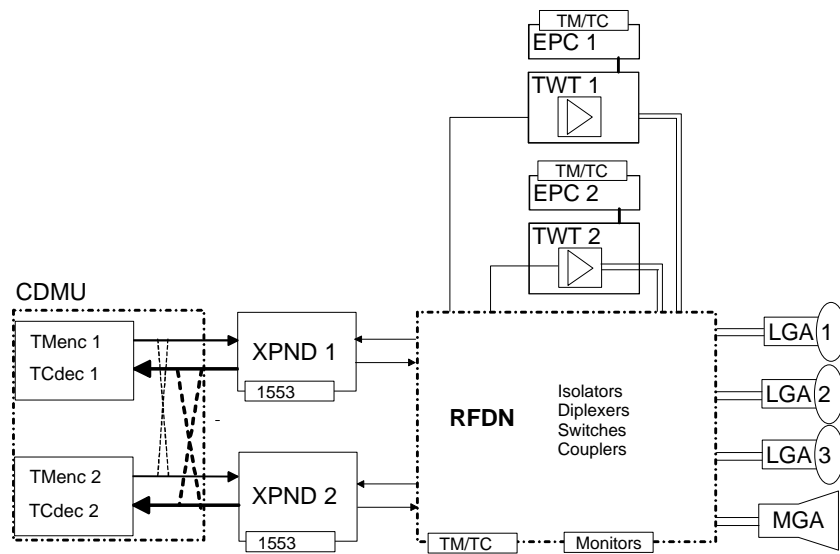 TM/TC
EPC 1
TWT 1
TM/TC
EPC 2
TWT 2
CDMU
TMenc 1
TCdec 1
XPND 1
1553
TMenc 2
TCdec 2
XPND 2
1553
RFDN
Isolators
Diplexers
Switches
Couplers
TM/TC
Monitors
LGA 1
LGA 2
LGA 3
MGA